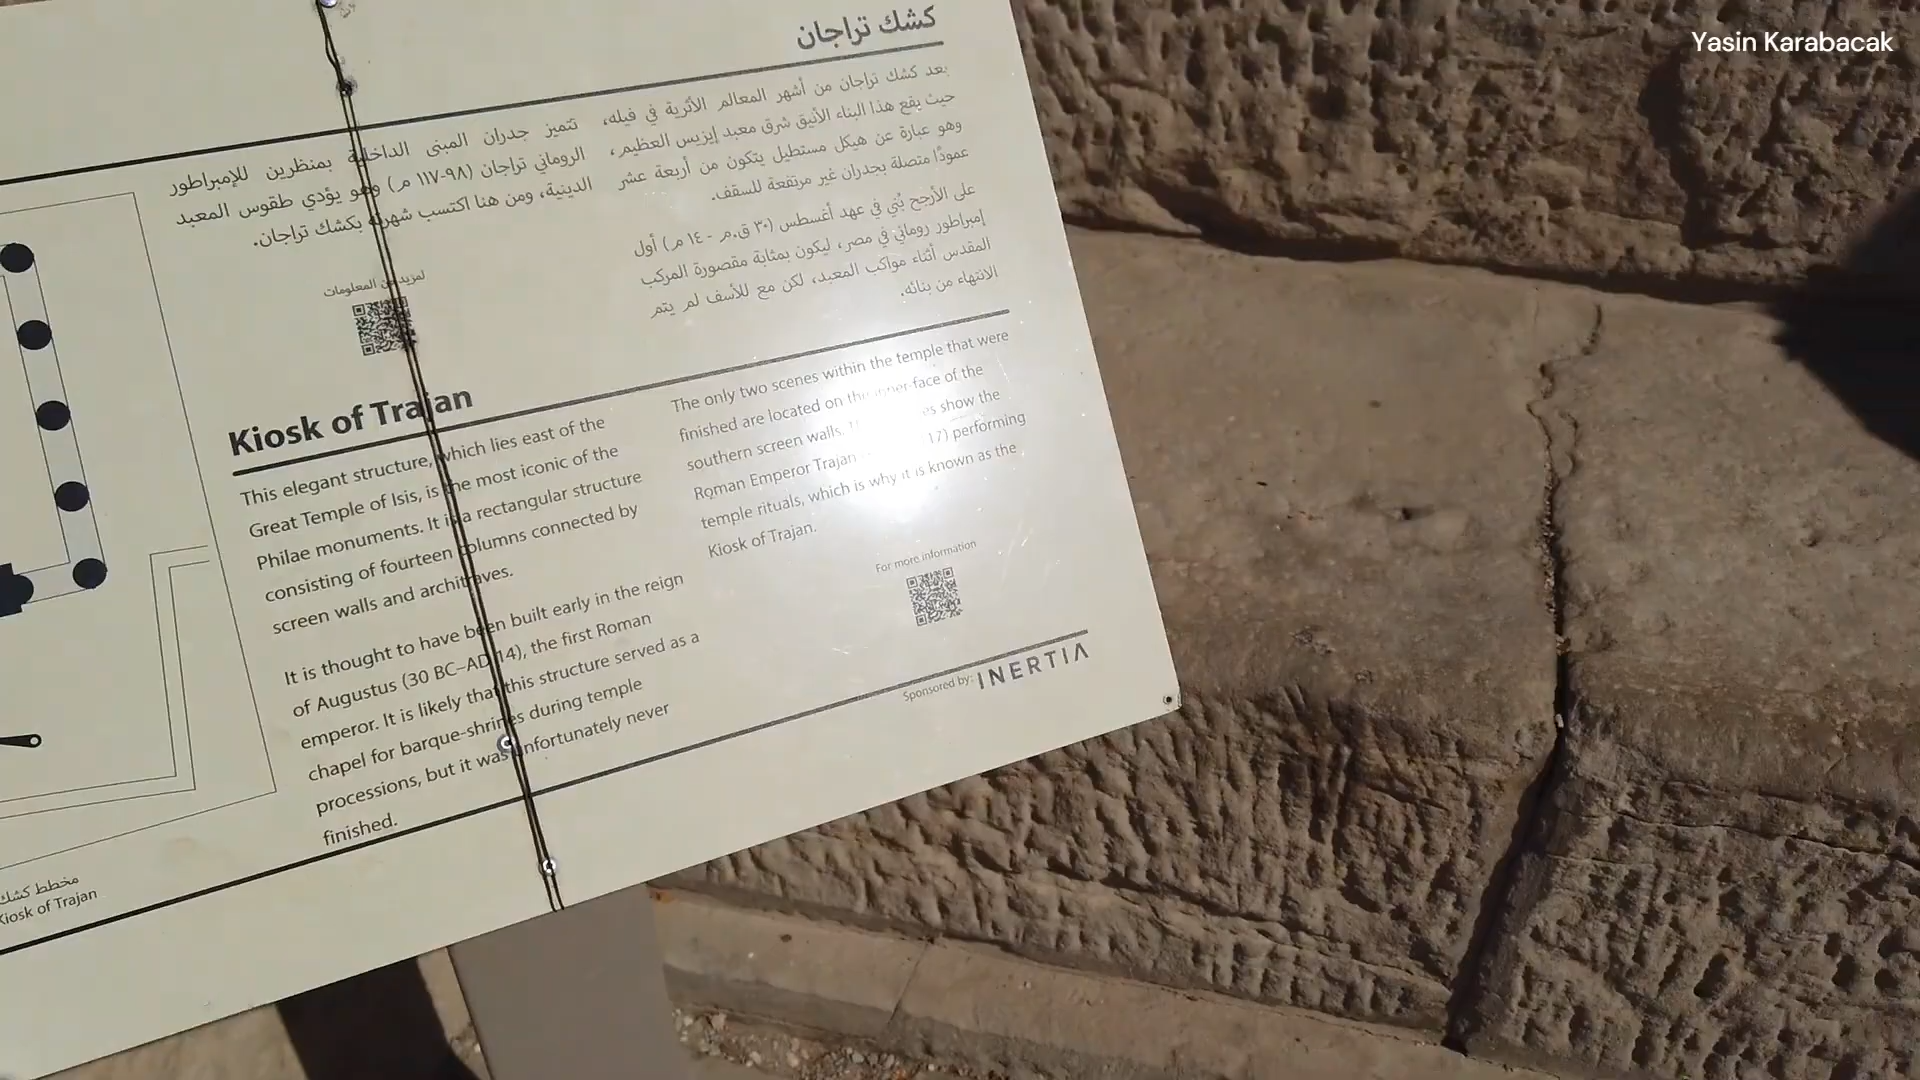 Yasin Karabacak
كشك تراجان
يعد كشك تراجان من أشهر المعالم الأثرية في فيله،
حيث يقع هذا البناء الأنيق شرق معبد إيزيس العظيم،
وهو عبارة عن هيكل مستطيل يتكون من أربعة عشر
عمودًا متصلة بجدران غير مرتفعة للسقف.
على الأرجح بُني في عهد أغسطس (٣٠ ق.م - ١٤ م) أول
إمبراطور روماني في مصر، ليكون بمثابة مقصورة المركب
المقدس أثناء مواكب المعبد، لكن مع للأسف لم يتم
الانتهاء من بنائه.
تتميز جدران المبنى الداخلية بمنظرين للإمبراطور
الروماني تراجان (٩٨-١١٧ م) وهو يؤدي طقوس المعبد
الدينية، ومن هنا اكتسب شهرته بكشك تراجان.
لمزيد من المعلومات
Kiosk of Trajan
This elegant structure, which lies east of the
Great Temple of Isis, is the most iconic of the
Philae monuments. It is a rectangular structure
consisting of fourteen columns connected by
screen walls and architraves.
It is thought to have been built early in the reign
of Augustus (30 BC–AD 14), the first Roman
emperor. It is likely that this structure served as a
chapel for barque-shrines during temple
processions, but it was unfortunately never
finished.
The only two scenes within the temple that were
finished are located on the inner face of the
southern screen walls. show the
Roman Emperor Trajan 17) performing
temple rituals, which is why it is known as the
Kiosk of Trajan.
For more information
Sponsored by: INERTIA
مخطط كشك
Kiosk of Trajan